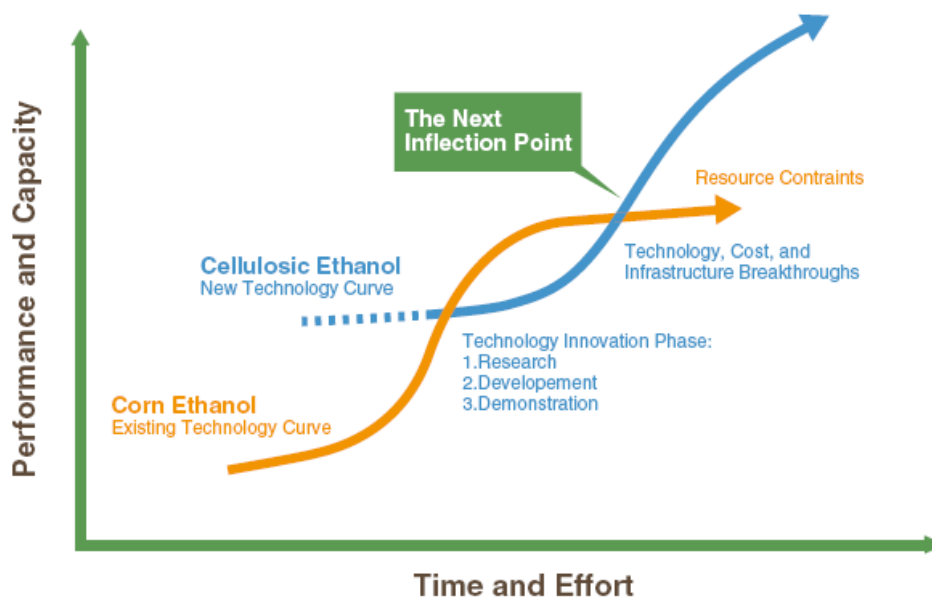 Performance and Capacity
The Next
Inflection Point
Resource Contraints
Cellulosic Ethanol
New Technology Curve
Technology, Cost, and
Infrastructure Breakthroughs
Technology Innovation Phase:
1.Research
2.Developement
3.Demonstration
Corn Ethanol
Existing Technology Curve
Time and Effort